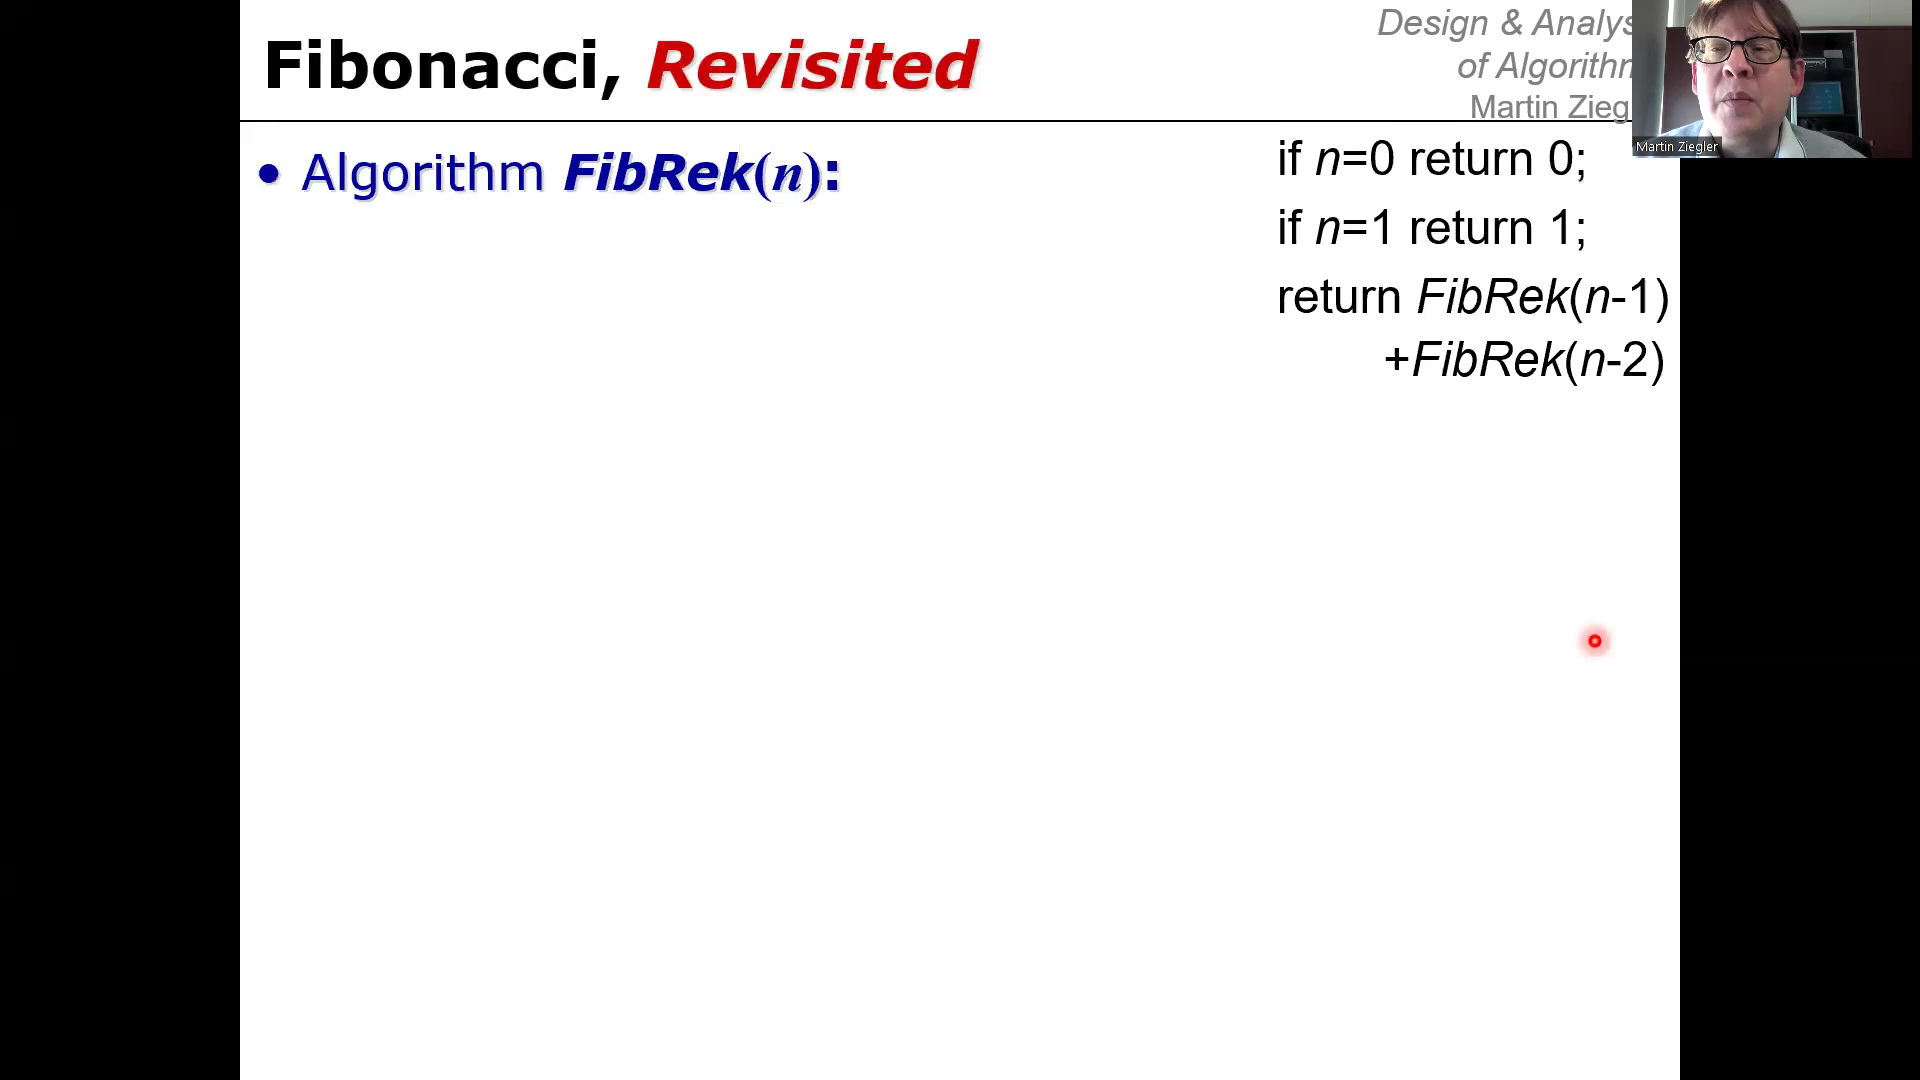 Fibonacci, Revisited
Design & Analys
of Algorithm
Martin Zieg
Martin Ziegler
• Algorithm FibRek(n):
if n=0 return 0;
if n=1 return 1;
return FibRek(n-1)
+FibRek(n-2)